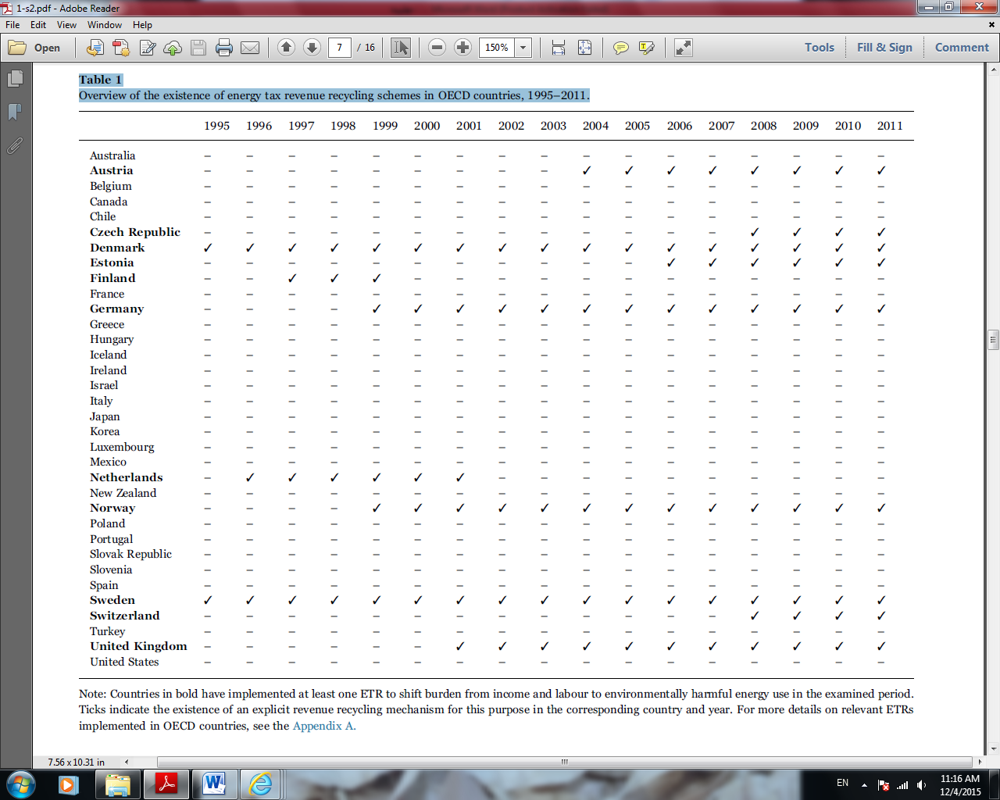 1-s2.pdf - Adobe Reader
File Edit View Window Help
Open 7 / 16 150% Tools Fill & Sign Comment
Table 1
Overview of the existence of energy tax revenue recycling schemes in OECD countries, 1995–2011.
1995 1996 1997 1998 1999 2000 2001 2002 2003 2004 2005 2006 2007 2008 2009 2010 2011
Australia – – – – – – – – – – – – – – – – –
Austria – – – – – – – – – ✓ ✓ ✓ ✓ ✓ ✓ ✓ ✓
Belgium – – – – – – – – – – – – – – – – –
Canada – – – – – – – – – – – – – – – – –
Chile – – – – – – – – – – – – – – – – –
Czech Republic – – – – – – – – – – – – – ✓ ✓ ✓ ✓
Denmark ✓ ✓ ✓ ✓ ✓ ✓ ✓ ✓ ✓ ✓ ✓ ✓ ✓ ✓ ✓ ✓ ✓
Estonia – – – – – – – – – – – ✓ ✓ ✓ ✓ ✓ ✓
Finland – – ✓ ✓ ✓ – – – – – – – – – – – –
France – – – – – – – – – – – – – – – – –
Germany – – – – ✓ ✓ ✓ ✓ ✓ ✓ ✓ ✓ ✓ ✓ ✓ ✓ ✓
Greece – – – – – – – – – – – – – – – – –
Hungary – – – – – – – – – – – – – – – – –
Iceland – – – – – – – – – – – – – – – – –
Ireland – – – – – – – – – – – – – – – – –
Israel – – – – – – – – – – – – – – – – –
Italy – – – – – – – – – – – – – – – – –
Japan – – – – – – – – – – – – – – – – –
Korea – – – – – – – – – – – – – – – – –
Luxembourg – – – – – – – – – – – – – – – – –
Mexico – – – – – – – – – – – – – – – – –
Netherlands – ✓ ✓ ✓ ✓ ✓ ✓ – – – – – – – – – –
New Zealand – – – – – – – – – – – – – – – – –
Norway – – – – ✓ ✓ ✓ ✓ ✓ ✓ ✓ ✓ ✓ ✓ ✓ ✓ ✓
Poland – – – – – – – – – – – – – – – – –
Portugal – – – – – – – – – – – – – – – – –
Slovak Republic – – – – – – – – – – – – – – – – –
Slovenia – – – – – – – – – – – – – – – – –
Spain – – – – – – – – – – – – – – – – –
Sweden ✓ ✓ ✓ ✓ ✓ ✓ ✓ ✓ ✓ ✓ ✓ ✓ ✓ ✓ ✓ ✓ ✓
Switzerland – – – – – – – – – – – – – ✓ ✓ ✓ ✓
Turkey – – – – – – – – – – – – – – – – –
United Kingdom – – – – – – ✓ ✓ ✓ ✓ ✓ ✓ ✓ ✓ ✓ ✓ ✓
United States – – – – – – – – – – – – – – – – –
Note: Countries in bold have implemented at least one ETR to shift burden from income and labour to environmentally harmful energy use in the examined period.
Ticks indicate the existence of an explicit revenue recycling mechanism for this purpose in the corresponding country and year. For more details on relevant ETRs
implemented in OECD countries, see the Appendix A.
7.56 x 10.31 in
EN 11:16 AM
12/4/2015